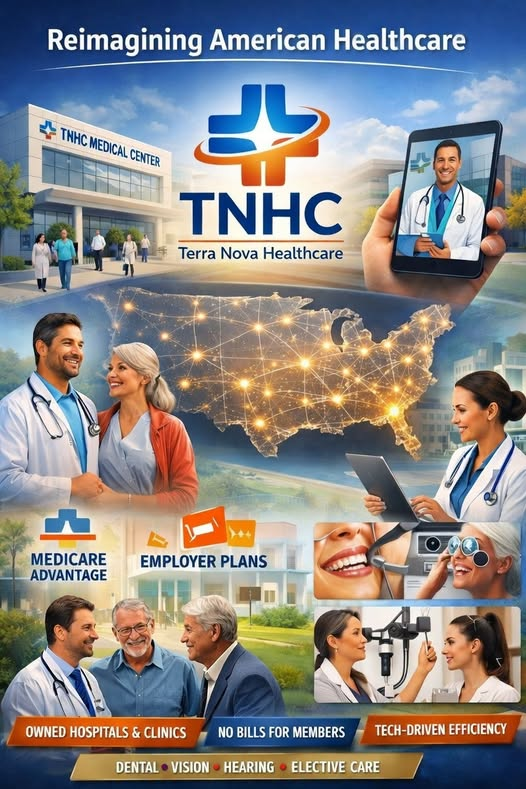 Reimagining American Healthcare
TNHC MEDICAL CENTER
TNHC
Terra Nova Healthcare
MEDICARE
ADVANTAGE
EMPLOYER PLANS
OWNED HOSPITALS & CLINICS
NO BILLS FOR MEMBERS
TECH-DRIVEN EFFICIENCY
DENTAL • VISION • HEARING • ELECTIVE CARE